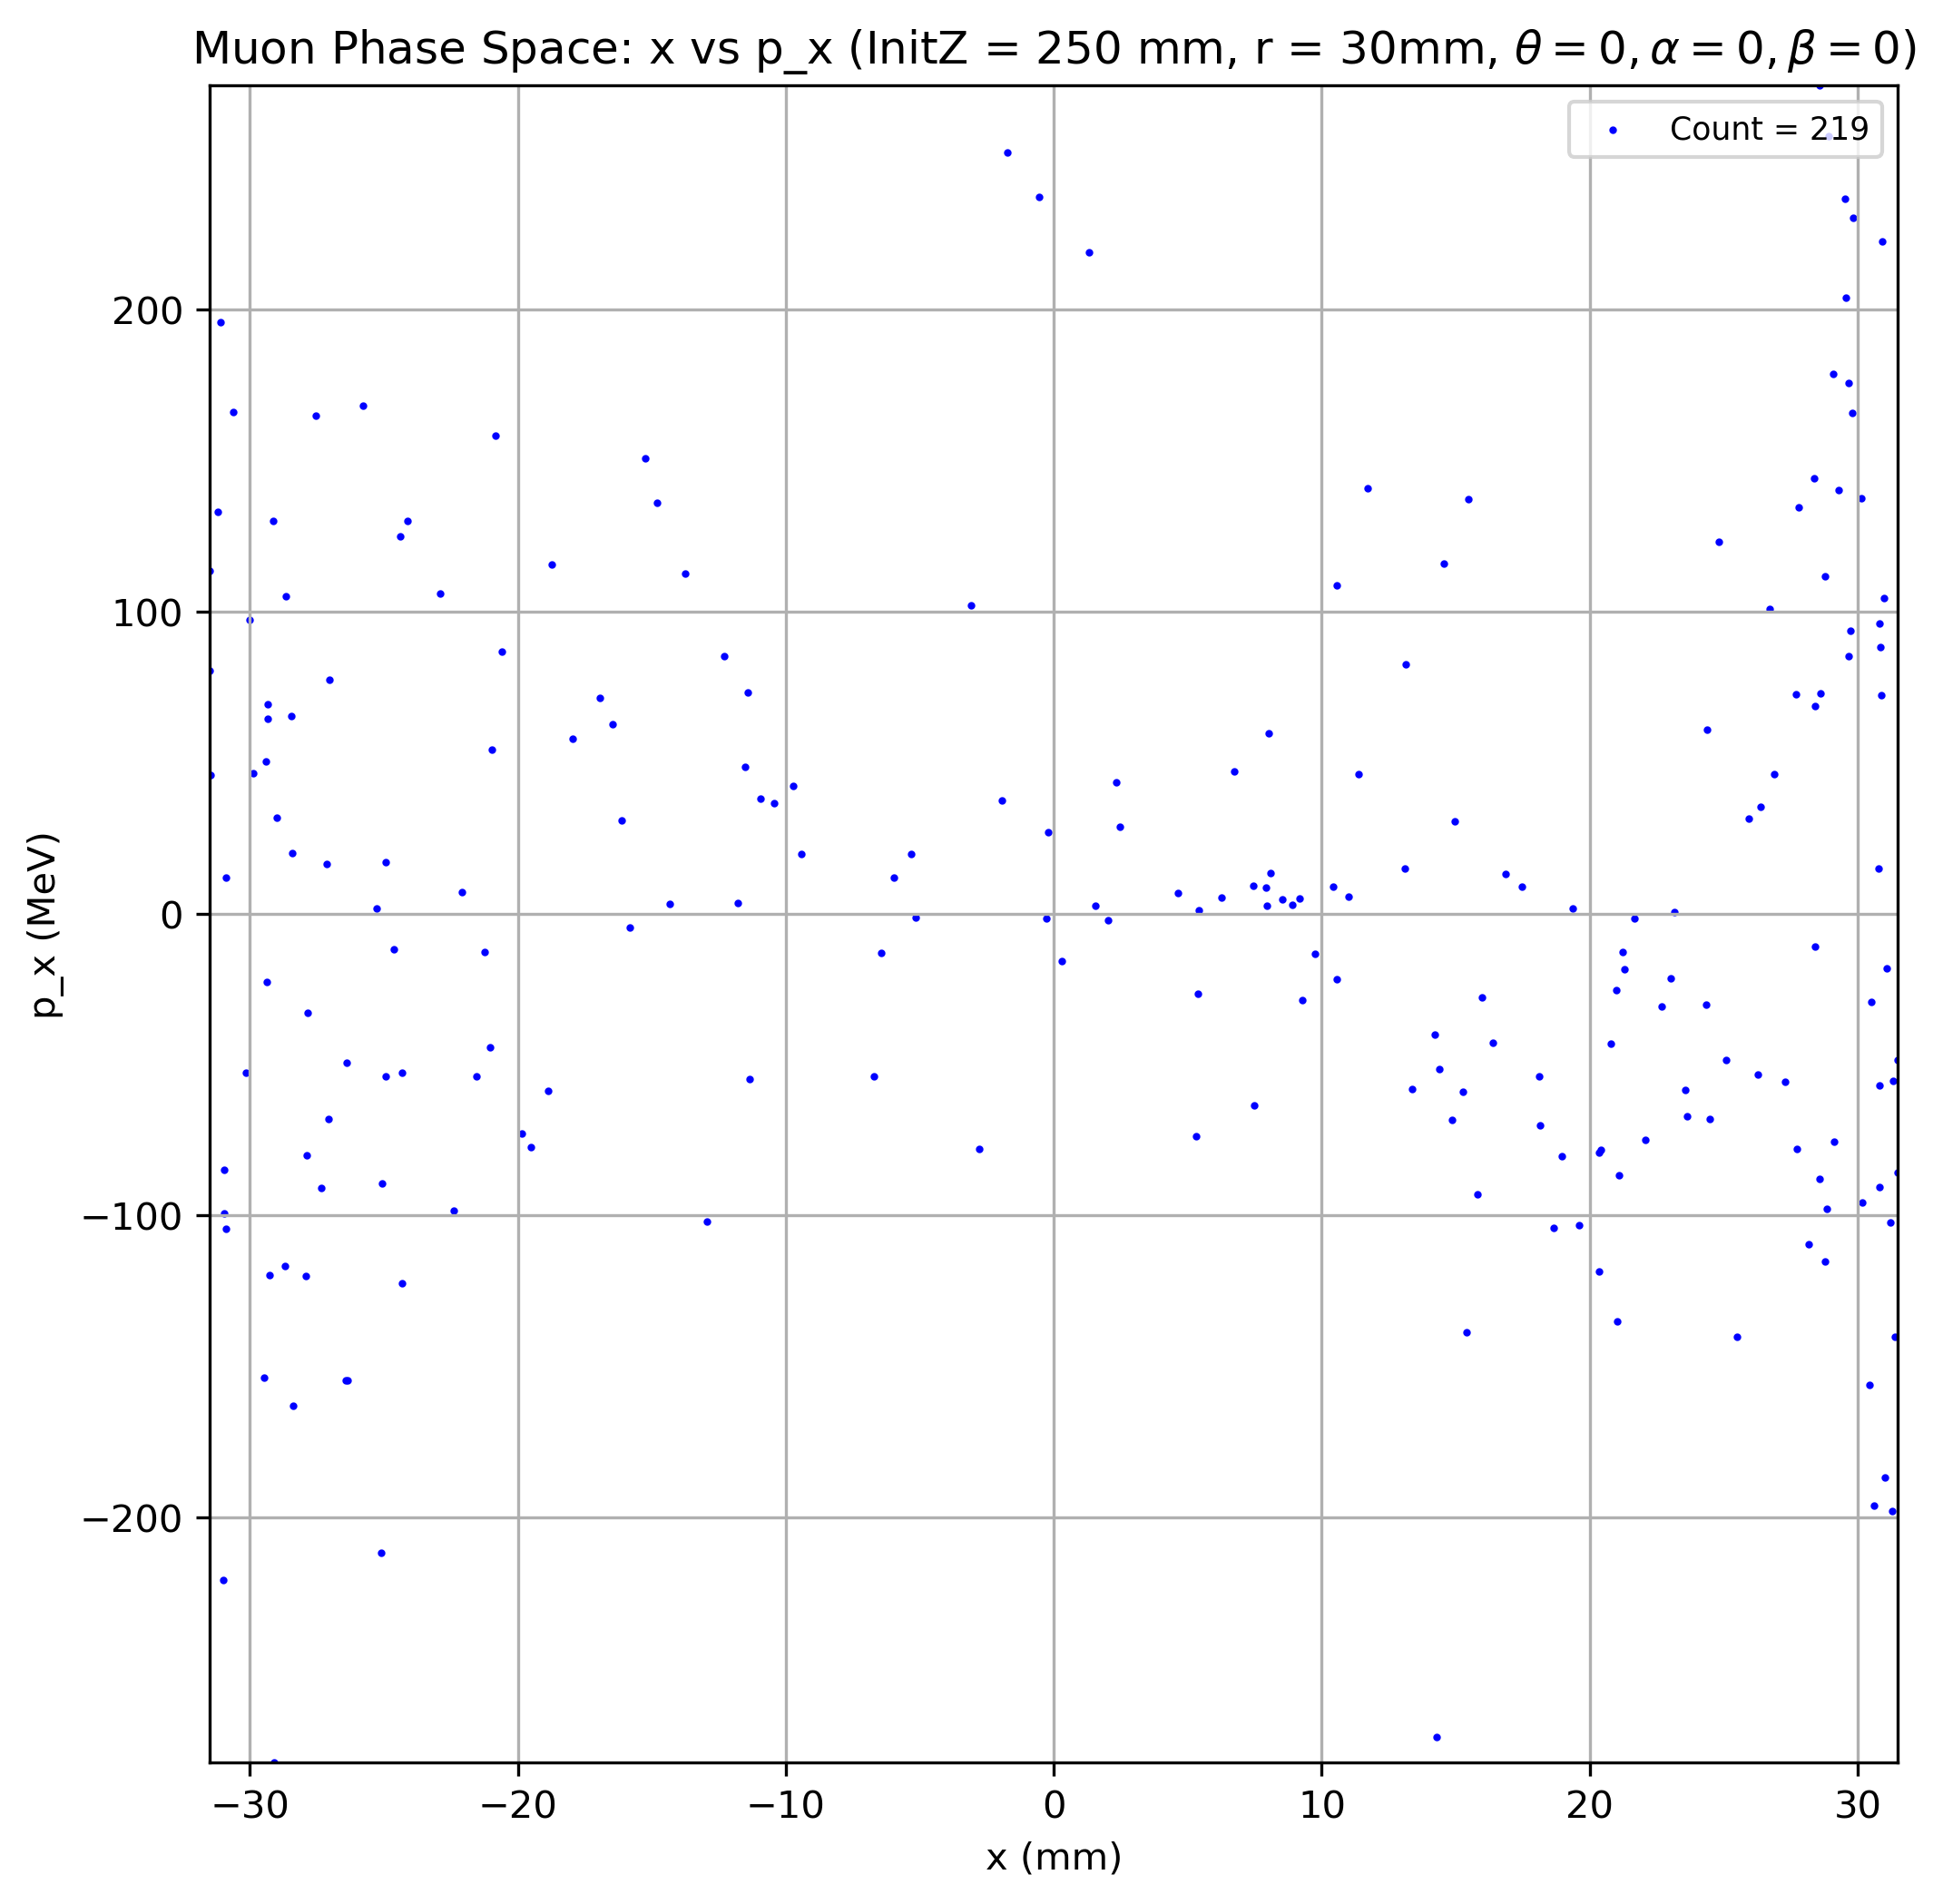 Muon Phase Space: x vs p_x (InitZ = 250 mm, r = 30mm, θ = 0, α = 0, β = 0)
Count = 219
200
100
0
−100
−200
p_x (MeV)
−30 −20 −10 0 10 20 30
x (mm)